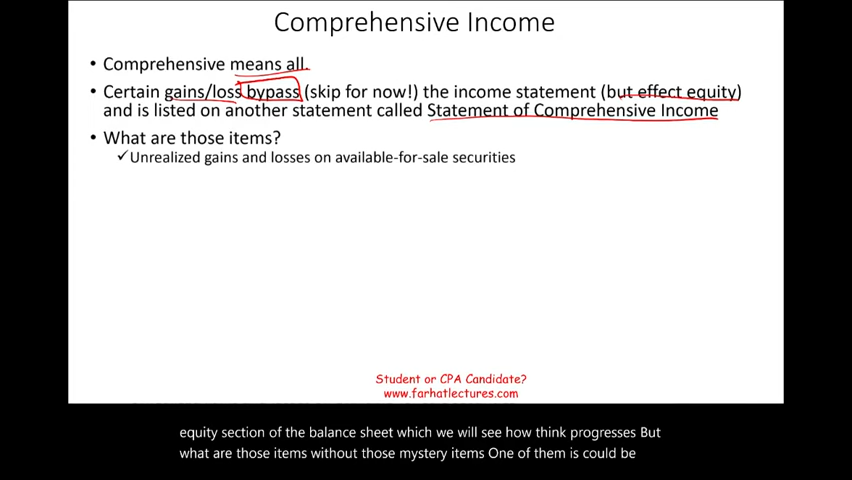 Comprehensive Income
• Comprehensive means all.
• Certain gains/loss bypass (skip for now!) the income statement (but effect equity)
and is listed on another statement called Statement of Comprehensive Income
• What are those items?
✓Unrealized gains and losses on available-for-sale securities
Student or CPA Candidate?
www.farhatlectures.com
equity section of the balance sheet which we will see how think progresses But
what are those items without those mystery items One of them is could be